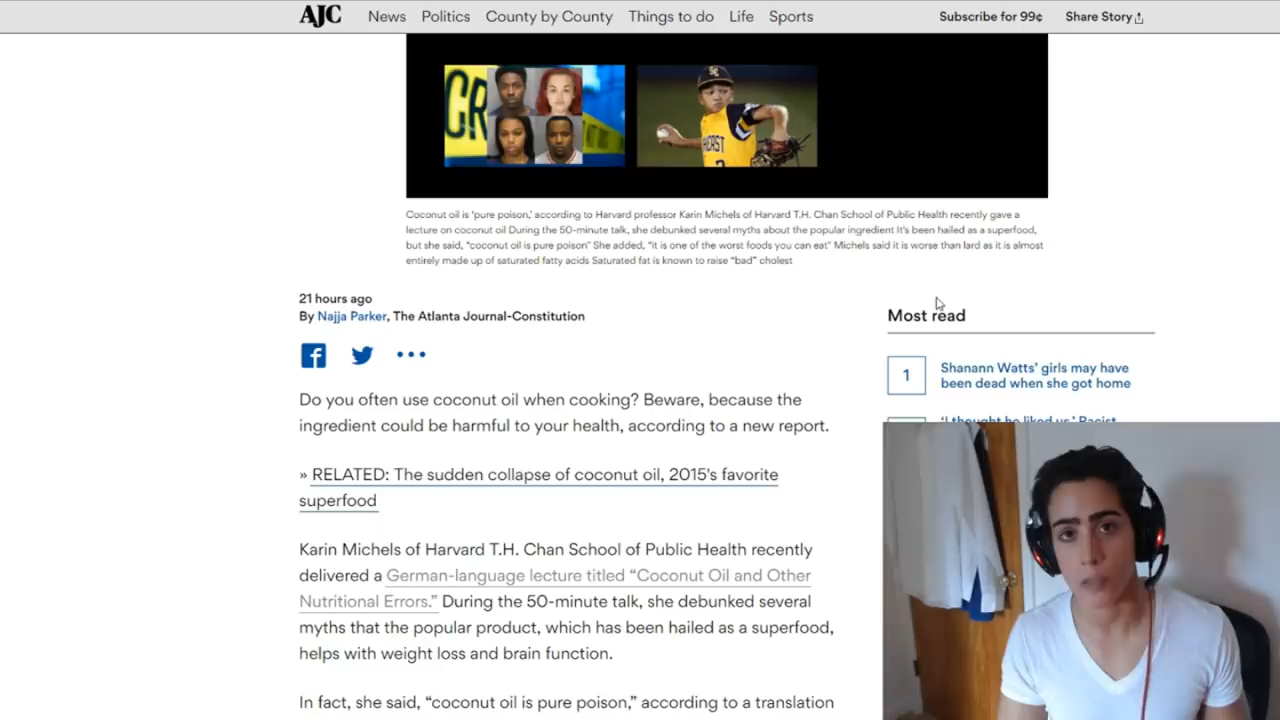 AJC News Politics County by County Things to do Life Sports Subscribe for 99¢ Share Story
CR
Coconut oil is 'pure poison,' according to Harvard professor Karin Michels of Harvard T.H. Chan School of Public Health recently gave a
lecture on coconut oil During the 50-minute talk, she debunked several myths about the popular ingredient It's been hailed as a superfood,
but she said, "coconut oil is pure poison" She added, "it is one of the worst foods you can eat" Michels said it is worse than lard as it is almost
entirely made up of saturated fatty acids Saturated fat is known to raise "bad" cholest
21 hours ago
By Najja Parker, The Atlanta Journal-Constitution
Do you often use coconut oil when cooking? Beware, because the
ingredient could be harmful to your health, according to a new report.
» RELATED: The sudden collapse of coconut oil, 2015's favorite
superfood
Karin Michels of Harvard T.H. Chan School of Public Health recently
delivered a German-language lecture titled “Coconut Oil and Other
Nutritional Errors.” During the 50-minute talk, she debunked several
myths that the popular product, which has been hailed as a superfood,
helps with weight loss and brain function.
In fact, she said, “coconut oil is pure poison,” according to a translation
Most read
1
Shanann Watts’ girls may have
been dead when she got home
‘I thought he liked us.’ Racist